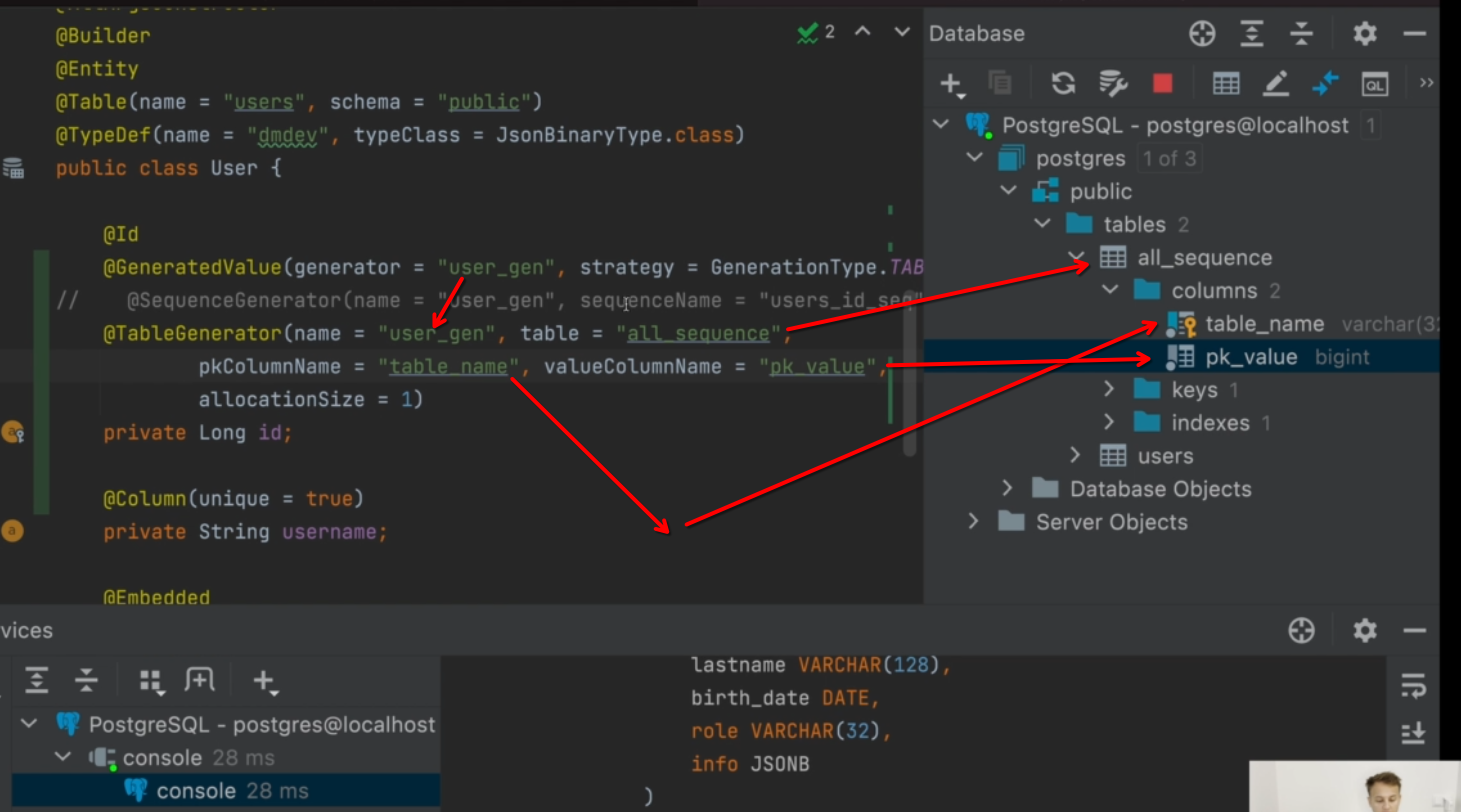 @Builder
@Entity
@Table(name = "users", schema = "public")
@TypeDef(name = "dmdev", typeClass = JsonBinaryType.class)
public class User {
@Id
@GeneratedValue(generator = "user_gen", strategy = GenerationType.TAB
// @SequenceGenerator(name = "user_gen", sequenceName = "users_id_seq"
@TableGenerator(name = "user_gen", table = "all_sequence",
pkColumnName = "table_name", valueColumnName = "pk_value",
allocationSize = 1)
private Long id;
@Column(unique = true)
private String username;
@Embedded
2
Database
QL
PostgreSQL - postgres@localhost 1
postgres 1 of 3
public
tables 2
all_sequence
columns 2
table_name varchar(32
pk_value bigint
keys 1
indexes 1
users
Database Objects
Server Objects
vices
PostgreSQL - postgres@localhost
console 28 ms
console 28 ms
lastname VARCHAR(128),
birth_date DATE,
role VARCHAR(32),
info JSONB
)